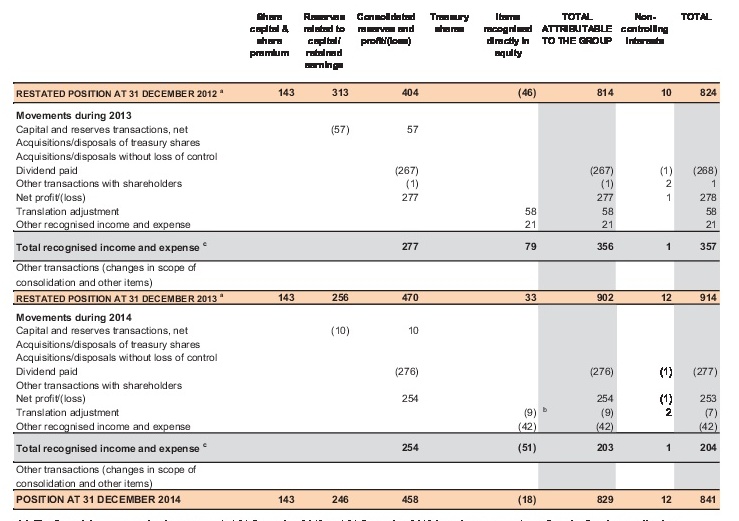 Share capital & share premium Reserves related to capital/ retained earnings Consolidated reserves and profit/(loss) Treasury shares Items recognised directly in equity TOTAL ATTRIBUTABLE TO THE GROUP Non-controlling interests TOTAL
RESTATED POSITION AT 31 DECEMBER 2012 a 143 313 404 (46) 814 10 824
Movements during 2013
Capital and reserves transactions, net (57) 57
Acquisitions/disposals of treasury shares
Acquisitions/disposals without loss of control
Dividend paid (267) (267) (1) (268)
Other transactions with shareholders (1) (1) 2 1
Net profit/(loss) 277 277 1 278
Translation adjustment 58 58 58
Other recognised income and expense 21 21 21
Total recognised income and expense c 277 79 356 1 357
Other transactions (changes in scope of
consolidation and other items)
RESTATED POSITION AT 31 DECEMBER 2013 a 143 256 470 33 902 12 914
Movements during 2014
Capital and reserves transactions, net (10) 10
Acquisitions/disposals of treasury shares
Acquisitions/disposals without loss of control
Dividend paid (276) (276) (1) (277)
Other transactions with shareholders
Net profit/(loss) 254 254 (1) 253
Translation adjustment (9) b (9) 2 (7)
Other recognised income and expense (42) (42) (42)
Total recognised income and expense c 254 (51) 203 1 204
Other transactions (changes in scope of
consolidation and other items)
POSITION AT 31 DECEMBER 2014 143 246 458 (18) 829 12 841